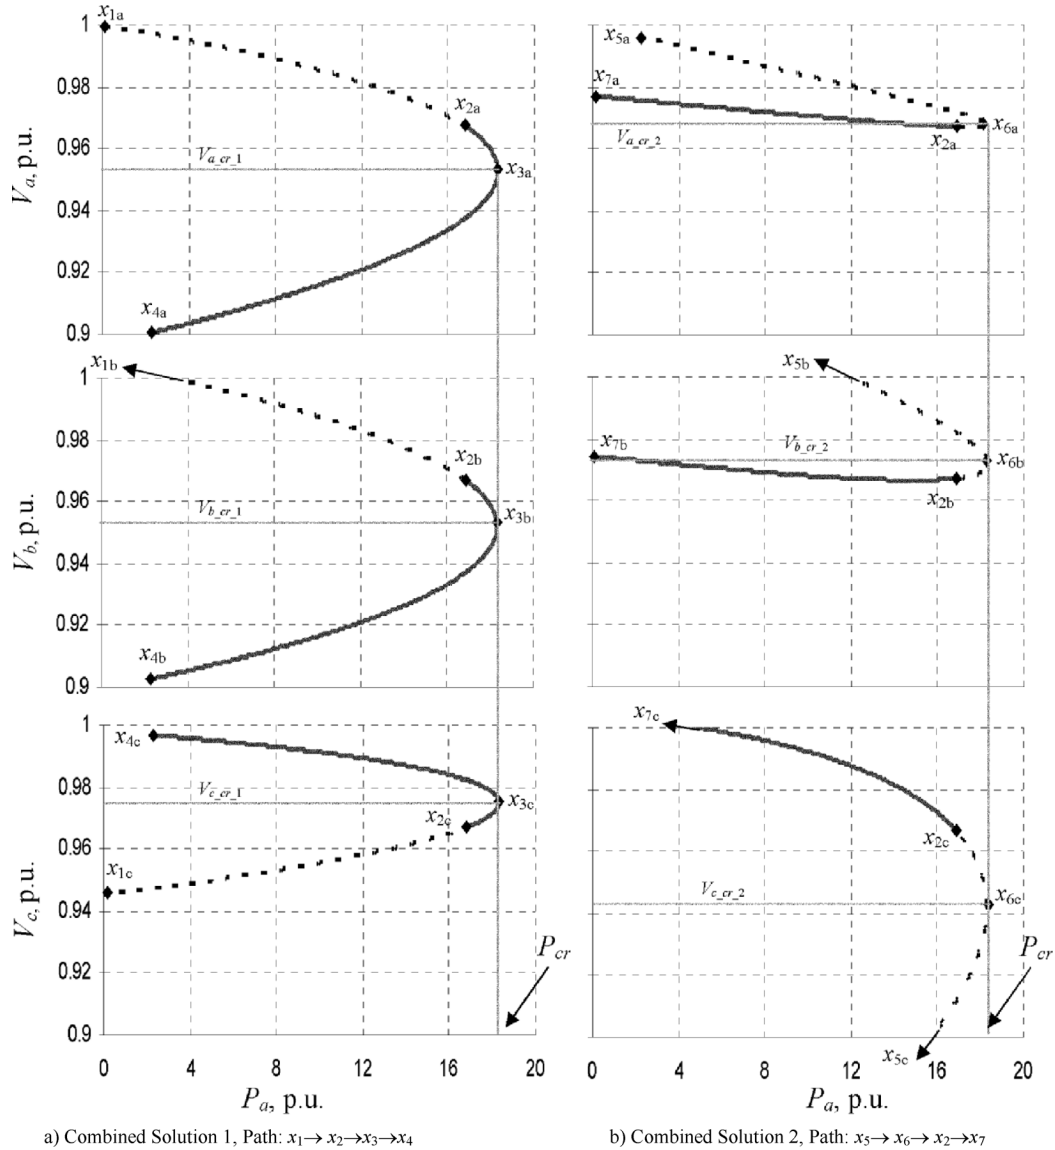 x1a
1
0.98
0.96
0.94
0.92
0.9
Va, p.u.
x2a
Va_cr_1
x3a
x4a
x5a
x7a
x6a
x2a
Va_cr_2
x1b
1
0.98
0.96
0.94
0.92
0.9
Vb, p.u.
x2b
Vb_cr_1
x3b
x4b
x5b
x7b
Vb_cr_2
x6b
x2b
1
0.98
0.96
0.94
0.92
0.9
Vc, p.u.
x4c
Vc_cr_1
x3c
x2c
x1c
Pcr
x7c
x2c
Vc_cr_2
x6c
Pcr
x5c
0 4 8 12 16 20
Pa, p.u.
0 4 8 12 16 20
Pa, p.u.
a) Combined Solution 1, Path: x1→ x2→x3→x4
b) Combined Solution 2, Path: x5→ x6→ x2→x7